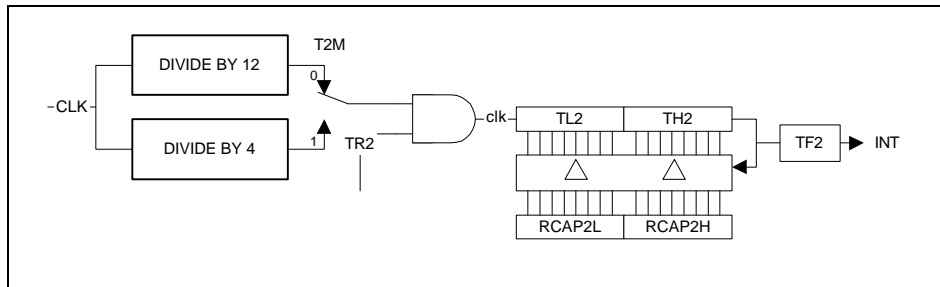 T2M
DIVIDE BY 12
0
CLK
clk
TL2
TH2
DIVIDE BY 4
1
TR2
TF2
INT
RCAP2L
RCAP2H